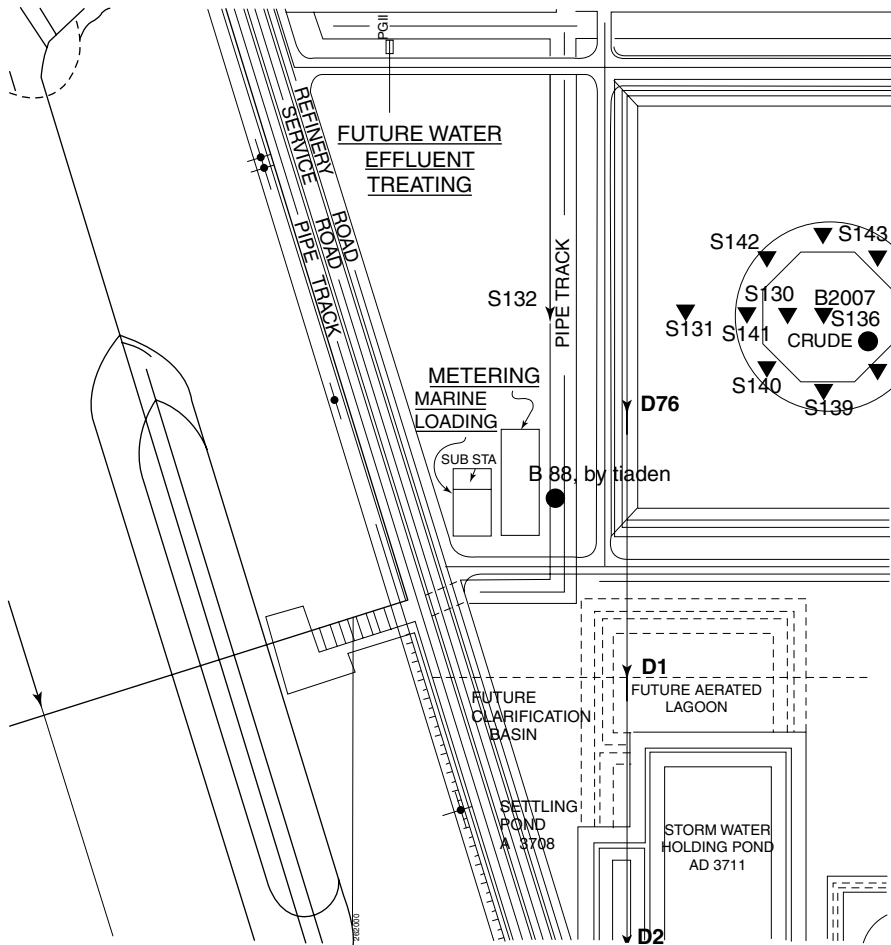 PGII
REFINERY ROAD
SERVICE ROAD
PIPE TRACK
FUTURE WATER
EFFLUENT
TREATING
PIPE TRACK
S132
S131
S142
S143
S130
B2007
S141
S136
CRUDE
S140
S139
METERING
MARINE
LOADING
SUB STA
D76
B 88, by tiaden
D1
FUTURE AERATED
LAGOON
FUTURE
CLARIFICATION
BASIN
SETTLING
POND
A 3708
STORM WATER
HOLDING POND
AD 3711
D2